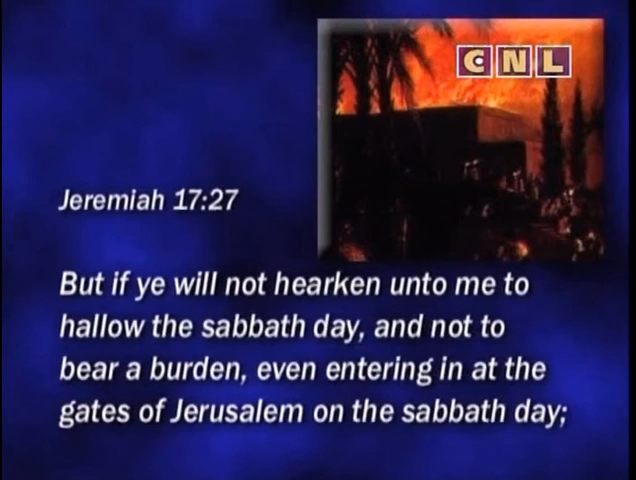 CNL
Jeremiah 17:27
But if ye will not hearken unto me to
hallow the sabbath day, and not to
bear a burden, even entering in at the
gates of Jerusalem on the sabbath day;